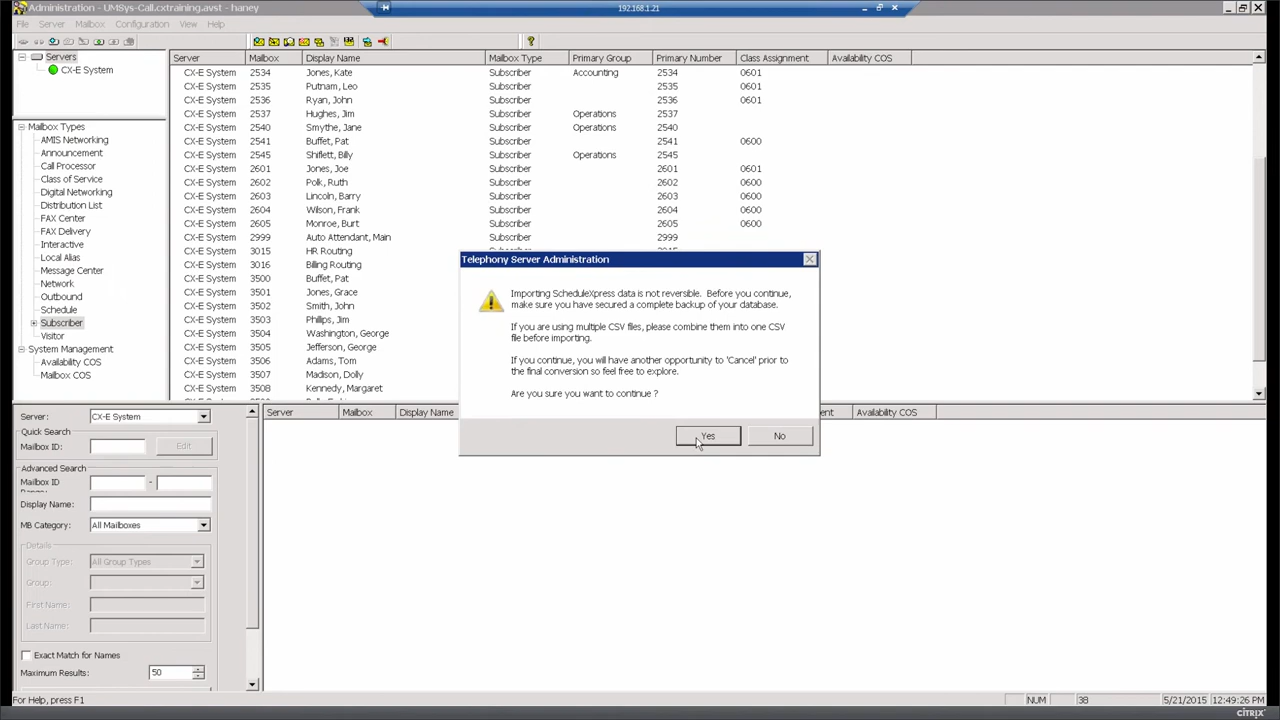 Administration - UMSys-Call.cxtraining.avst - haney
192.168.1.21
File Server Mailbox Configuration View Help
Servers
CX-E System
Server Mailbox Display Name Mailbox Type Primary Group Primary Number Class Assignment Availability COS
CX-E System 2534 Jones, Kate Subscriber Accounting 2534 0601
CX-E System 2535 Putnam, Leo Subscriber 2535 0601
CX-E System 2536 Ryan, John Subscriber 2536 0601
CX-E System 2537 Hughes, Jim Subscriber Operations 2537
CX-E System 2540 Smythe, Jane Subscriber Operations 2540
CX-E System 2541 Buffet, Pat Subscriber 2541 0600
CX-E System 2545 Shiflett, Billy Subscriber Operations 2545
CX-E System 2601 Jones, Joe Subscriber 2601 0601
CX-E System 2602 Polk, Ruth Subscriber 2602 0600
CX-E System 2603 Lincoln, Barry Subscriber 2603 0600
CX-E System 2604 Wilson, Frank Subscriber 2604 0600
CX-E System 2605 Monroe, Burt Subscriber 2605 0600
CX-E System 2999 Auto Attendant, Main Subscriber 2999
CX-E System 3015 HR Routing
CX-E System 3016 Billing Routing
CX-E System 3500 Buffet, Pat
CX-E System 3501 Jones, Grace
CX-E System 3502 Smith, John
CX-E System 3503 Phillips, Jim
CX-E System 3504 Washington, George
CX-E System 3505 Jefferson, George
CX-E System 3506 Adams, Tom
CX-E System 3507 Madison, Dolly
CX-E System 3508 Kennedy, Margaret
Mailbox Types
AMIS Networking
Announcement
Call Processor
Class of Service
Digital Networking
Distribution List
FAX Center
FAX Delivery
Interactive
Local Alias
Message Center
Network
Outbound
Schedule
Subscriber
Visitor
System Management
Availability COS
Mailbox COS
Telephony Server Administration
Importing ScheduleXpress data is not reversible. Before you continue,
make sure you have secured a complete backup of your database.
If you are using multiple CSV files, please combine them into one CSV
file before importing.
If you continue, you will have another opportunity to 'Cancel' prior to
the final conversion so feel free to explore.
Are you sure you want to continue ?
Yes No
Server: CX-E System
Quick Search
Mailbox ID: Edit
Advanced Search
Mailbox ID -
Display Name:
MB Category: All Mailboxes
Details
Group Type: All Group Types
Group:
First Name:
Last Name:
Exact Match for Names
Maximum Results: 50
Server Mailbox Display Name Availability COS
For Help, press F1 NUM 38 5/21/2015 12:49:26 PM
CITRIX